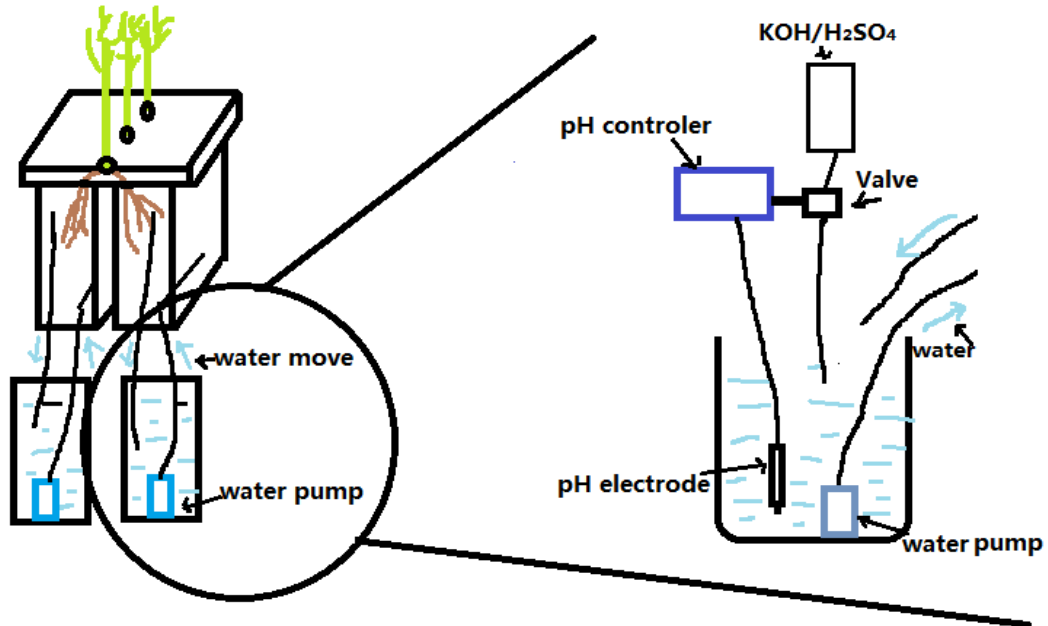 KOH/H₂SO₄
pH controler
Valve
water move
water
water pump
pH electrode
water pump